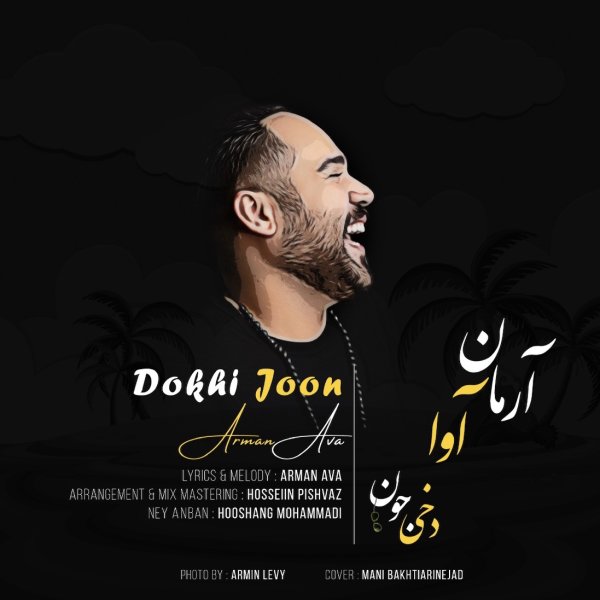 Dokhi Joon
Arman Ava
LYRICS & MELODY : ARMAN AVA
ARRANGEMENT & MIX MASTERING : HOSSEIIN PISHVAZ
NEY ANBAN : HOOSHANG MOHAMMADI
آرمان
آوا
دخی جون
PHOTO BY : ARMIN LEVY
COVER : MANI BAKHTIARINEJAD